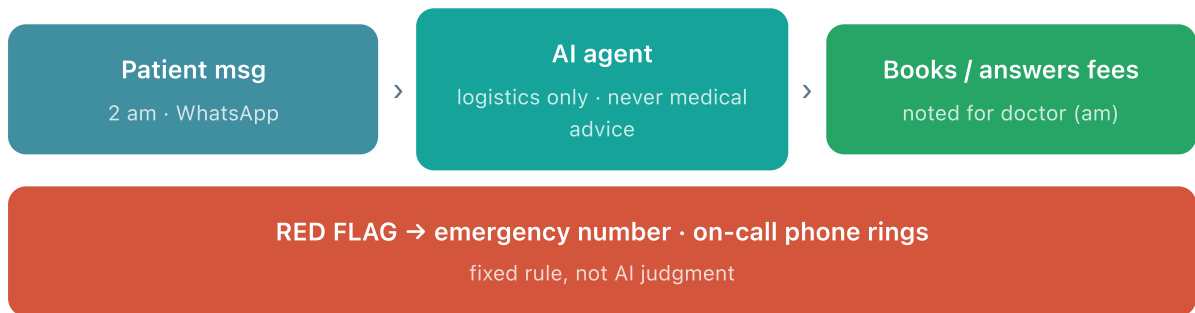 Patient msg
2 am · WhatsApp
›
AI agent
logistics only · never medical
advice
›
Books / answers fees
noted for doctor (am)
RED FLAG → emergency number · on-call phone rings
fixed rule, not AI judgment